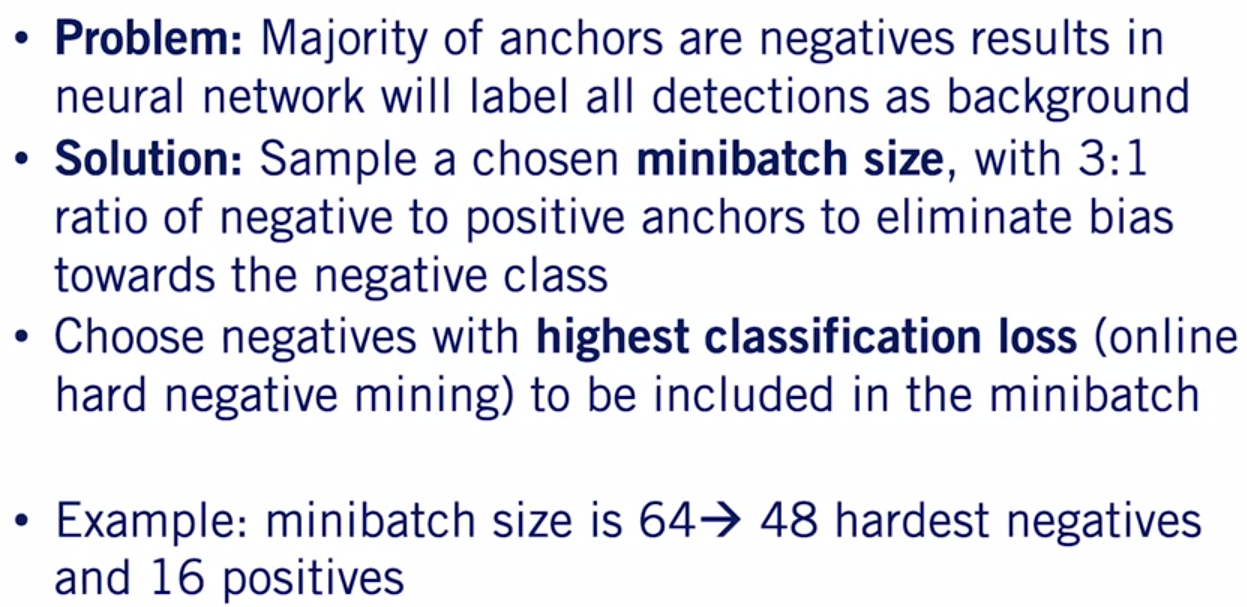 • Problem: Majority of anchors are negatives results in
neural network will label all detections as background
• Solution: Sample a chosen minibatch size, with 3:1
ratio of negative to positive anchors to eliminate bias
towards the negative class
• Choose negatives with highest classification loss (online
hard negative mining) to be included in the minibatch
• Example: minibatch size is 64→ 48 hardest negatives
and 16 positives